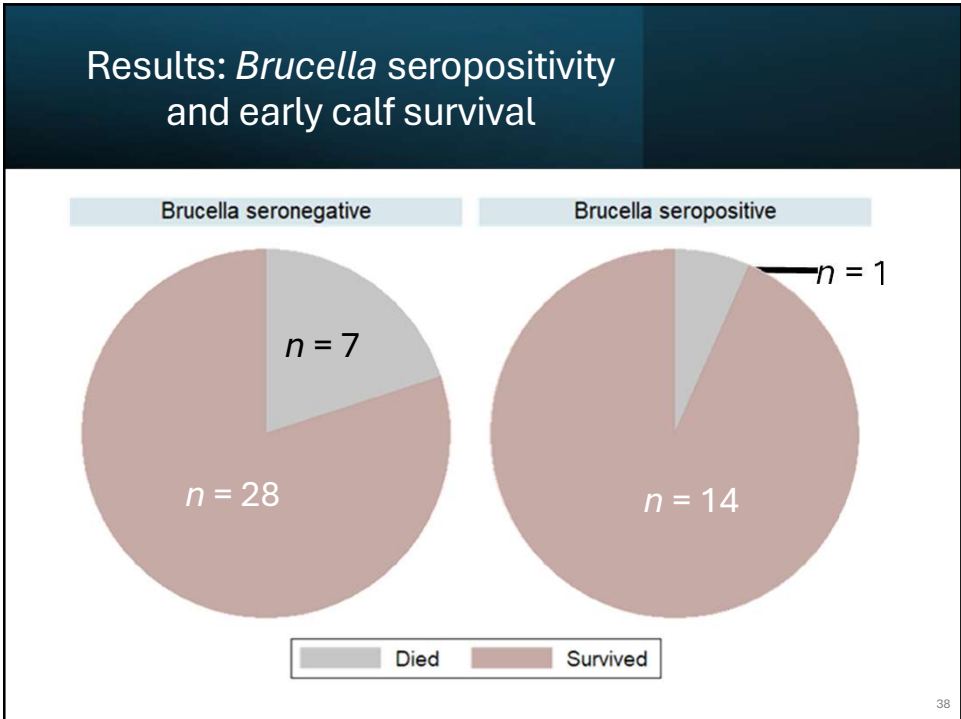 Results: Brucella seropositivity
and early calf survival
Brucella seronegative
Brucella seropositive
n = 1
n = 7
n = 28
n = 14
Died
Survived
38